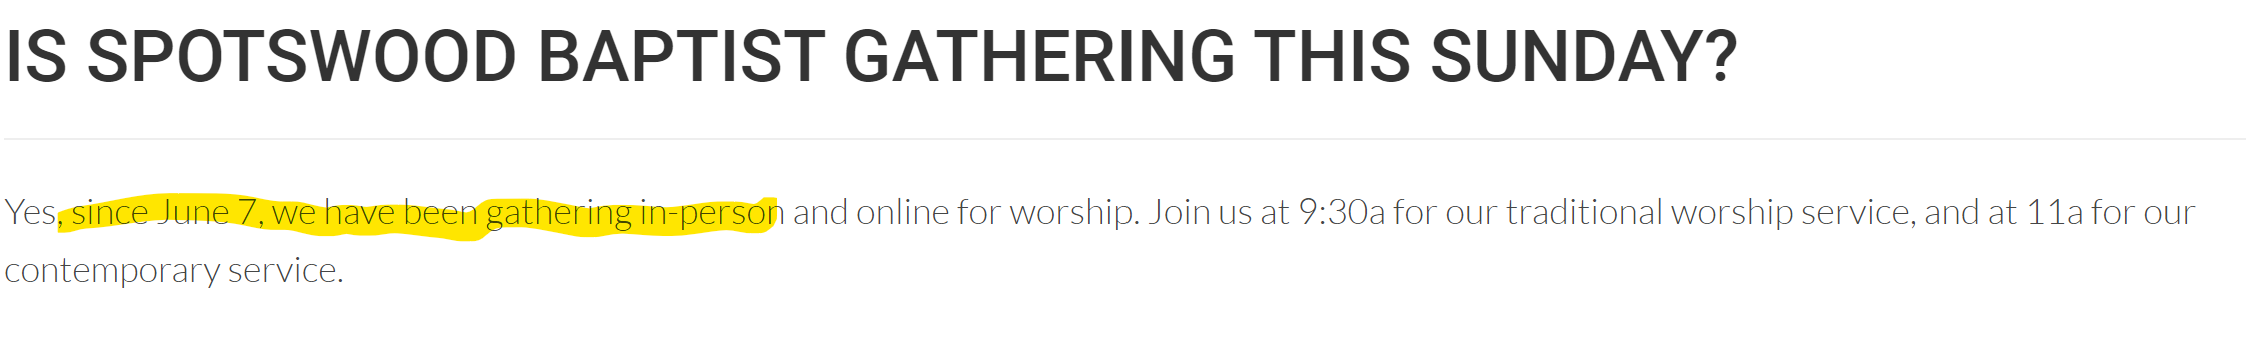 IS SPOTSWOOD BAPTIST GATHERING THIS SUNDAY?
Yes, since June 7, we have been gathering in-person and online for worship. Join us at 9:30a for our traditional worship service, and at 11a for our
contemporary service.